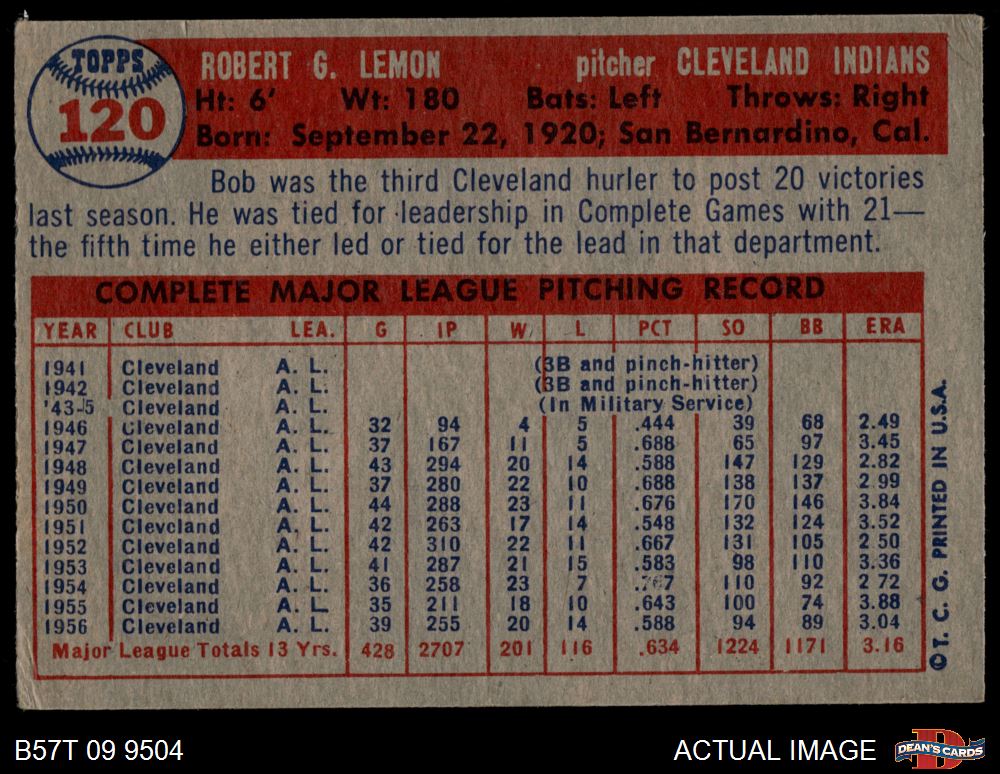 TOPPS
120
ROBERT G. LEMON pitcher CLEVELAND INDIANS
Ht: 6' Wt: 180 Bats: Left Throws: Right
Born: September 22, 1920; San Bernardino, Cal.
Bob was the third Cleveland hurler to post 20 victories
last season. He was tied for leadership in Complete Games with 21—
the fifth time he either led or tied for the lead in that department.
COMPLETE MAJOR LEAGUE PITCHING RECORD
YEAR CLUB LEA. G IP W L PCT SO BB ERA
1941 Cleveland A. L. (3B and pinch-hitter)
1942 Cleveland A. L. (3B and pinch-hitter)
'43-5 Cleveland A. L. (In Military Service)
1946 Cleveland A. L. 32 94 4 5 .444 39 68 2.49
1947 Cleveland A. L. 37 167 11 5 .688 65 97 3.45
1948 Cleveland A. L. 43 294 20 14 .588 147 129 2.82
1949 Cleveland A. L. 37 280 22 10 .688 138 137 2.99
1950 Cleveland A. L. 44 288 23 11 .676 170 146 3.84
1951 Cleveland A. L. 42 263 17 14 .548 132 124 3.52
1952 Cleveland A. L. 42 310 22 11 .667 131 105 2.50
1953 Cleveland A. L. 41 287 21 15 .583 98 110 3.36
1954 Cleveland A. L. 36 258 23 7 .767 110 92 2 72
1955 Cleveland A. L. 35 211 18 10 .643 100 74 3.88
1956 Cleveland A. L. 39 255 20 14 .588 94 89 3.04
Major League Totals 13 Yrs. 428 2707 201 116 .634 1224 1171 3.16
© T. C. G. PRINTED IN U.S.A.
B57T 09 9504 ACTUAL IMAGE DEAN'S CARDS